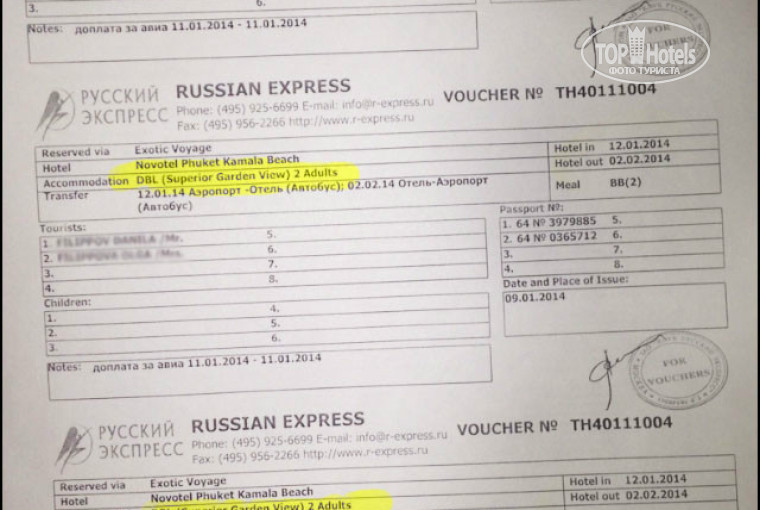 6.
Notes: доплата за авиа 11.01.2014 - 11.01.2014
FOR
TOP Hotels
ФОТО ТУРИСТА
РУССКИЙ ЭКСПРЕСС
RUSSIAN EXPRESS
Phone: (495) 925-6699 E-mail: info@r-express.ru
Fax: (495) 956-2266 http://www.r-express.ru
VOUCHER № TH40111004
Reserved via Exotic Voyage Hotel in 12.01.2014
Hotel Novotel Phuket Kamala Beach Hotel out 02.02.2014
Accommodation DBL (Superior Garden View) 2 Adults Meal BB(2)
Transfer 12.01.14 Аэропорт -Отель (Автобус); 02.02.14 Отель-Аэропорт
(Автобус)
Tourists: Passport №:
1. 5. 1. 64 № 3979885 5.
2. 6. 2. 64 № 0365712 6.
3. 7. 3. 7.
4. 8. 4. 8.
Children: Date and Place of Issue:
1. 4. 09.01.2014
2. 5.
3. 6.
Notes: доплата за авиа 11.01.2014 - 11.01.2014
FOR
VOUCHERS
РУССКИЙ ЭКСПРЕСС
RUSSIAN EXPRESS
Phone: (495) 925-6699 E-mail: info@r-express.ru
Fax: (495) 956-2266 http://www.r-express.ru
VOUCHER № TH40111004
Reserved via Exotic Voyage Hotel in 12.01.2014
Hotel Novotel Phuket Kamala Beach Hotel out 02.02.2014
DBL (Superior Garden View) 2 Adults